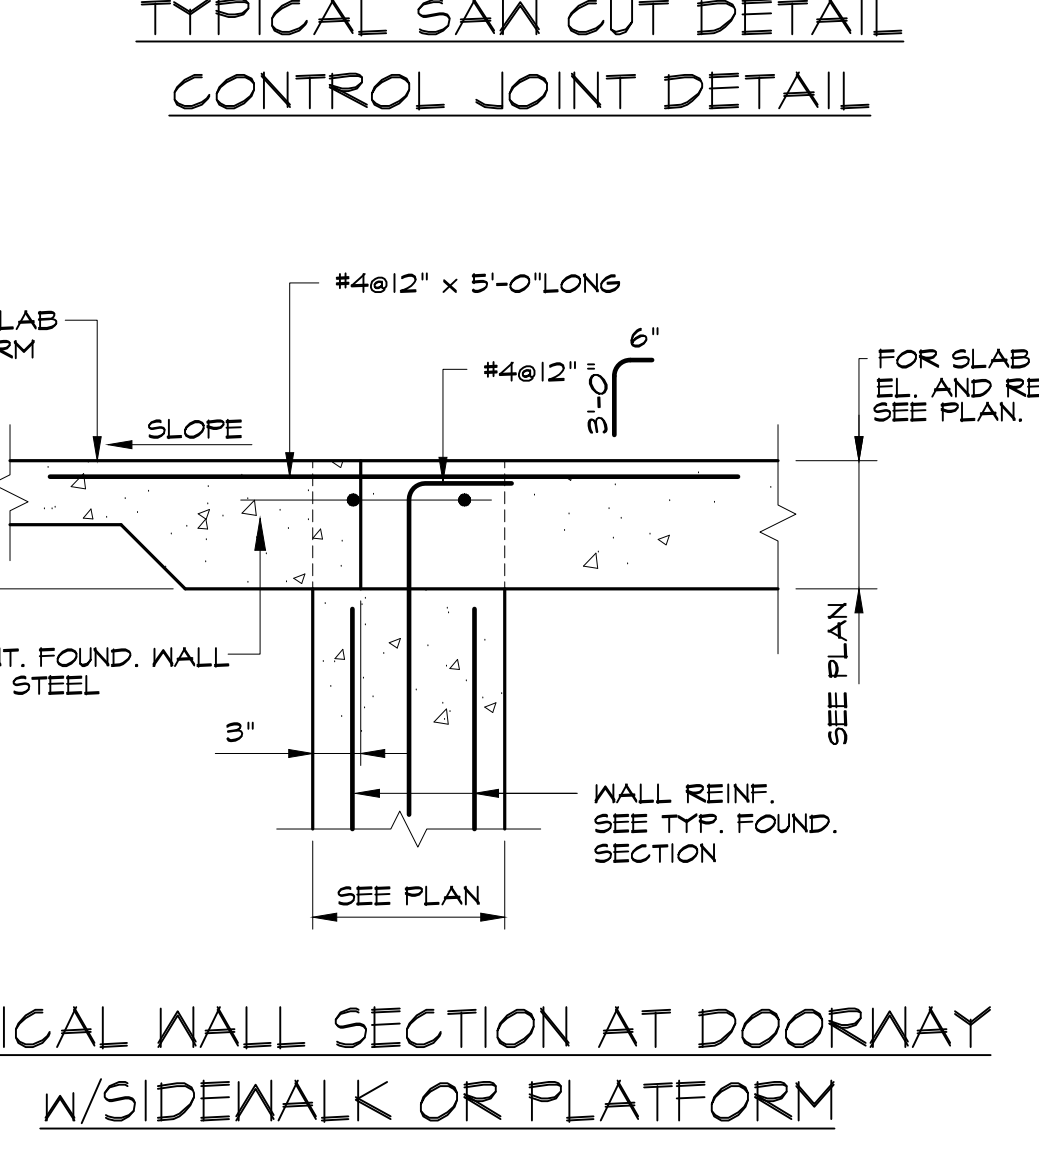 TYPICAL SAW CUT DETAIL
CONTROL JOINT DETAIL
#4@12" x 5'-0"LONG
LAB
RM
6"
#4@12"
3'-0"
FOR SLAB
EL. AND RE
SEE PLAN.
SLOPE
SEE PLAN
T. FOUND. WALL
STEEL
3"
WALL REINF.
SEE TYP. FOUND.
SECTION
SEE PLAN
ICAL WALL SECTION AT DOORWAY
w/SIDEWALK OR PLATFORM